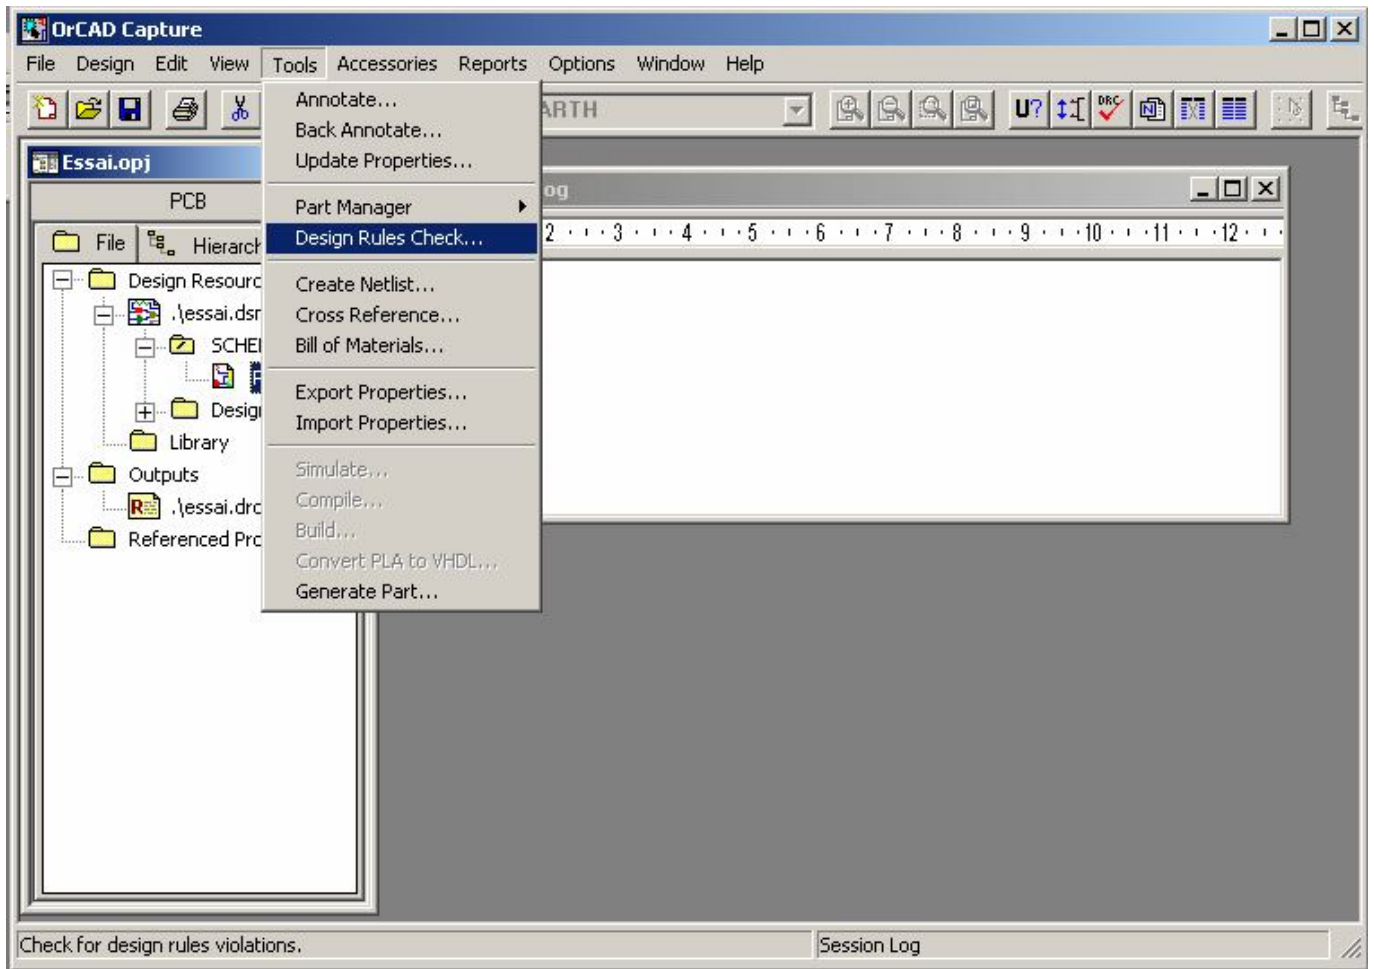 OrCAD Capture
File Design Edit View Tools Accessories Reports Options Window Help
ARTH
U?
DRC
Essai.opj
PCB
File
Hierarch
Annotate...
Back Annotate...
Update Properties...
Part Manager
Design Rules Check...
Create Netlist...
Cross Reference...
Bill of Materials...
Export Properties...
Import Properties...
Simulate...
Compile...
Build...
Convert PLA to VHDL...
Generate Part...
og
2 3 4 5 6 7 8 9 10 11 12
Design Resourc
.\essai.dsr
SCHE
Desig
Library
Outputs
.\essai.drc
Referenced Pro
Check for design rules violations.
Session Log